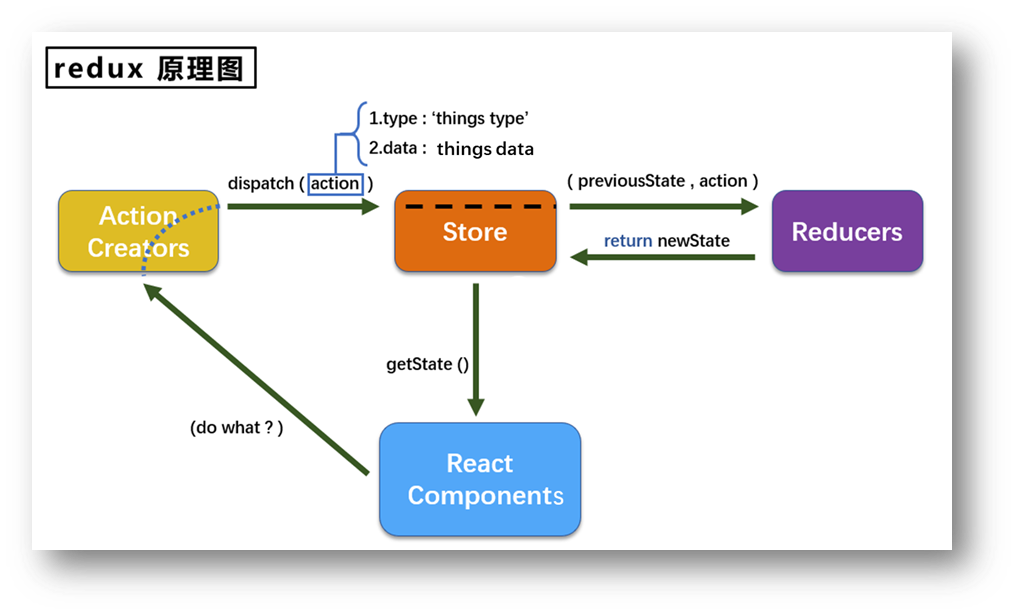 redux 原理图
1.type : ‘things type’
2.data : things data
dispatch ( action )
( previousState , action )
Action
Creators
Store
return newState
Reducers
getState ()
(do what ? )
React
Components